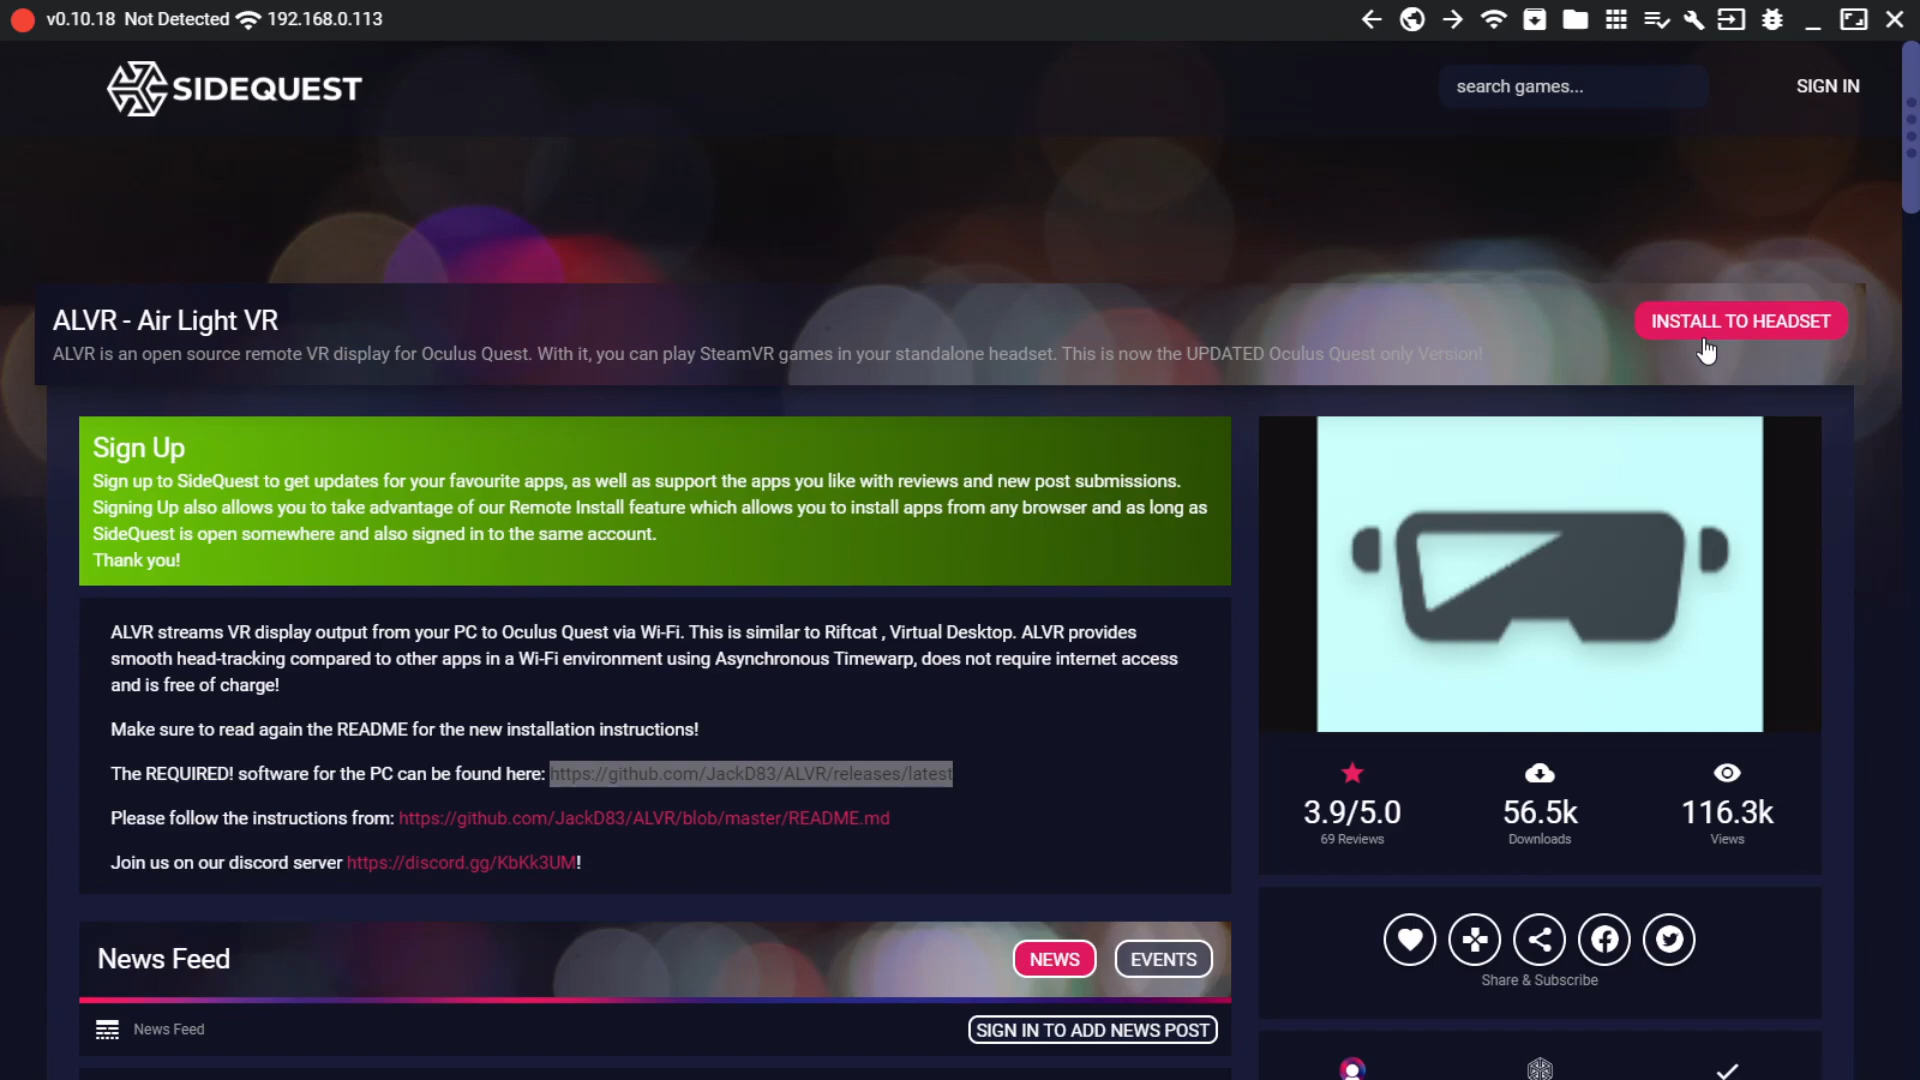 v0.10.18 Not Detected 192.168.0.113
SIDEQUEST
search games...
SIGN IN
ALVR - Air Light VR
INSTALL TO HEADSET
ALVR is an open source remote VR display for Oculus Quest. With it, you can play SteamVR games in your standalone headset. This is now the UPDATED Oculus Quest only Version!
Sign Up
Sign up to SideQuest to get updates for your favourite apps, as well as support the apps you like with reviews and new post submissions.
Signing Up also allows you to take advantage of our Remote Install feature which allows you to install apps from any browser and as long as
SideQuest is open somewhere and also signed in to the same account.
Thank you!
ALVR streams VR display output from your PC to Oculus Quest via Wi-Fi. This is similar to Riftcat , Virtual Desktop. ALVR provides
smooth head-tracking compared to other apps in a Wi-Fi environment using Asynchronous Timewarp, does not require internet access
and is free of charge!
Make sure to read again the README for the new installation instructions!
The REQUIRED! software for the PC can be found here: https://github.com/JackD83/ALVR/releases/latest
Please follow the instructions from: https://github.com/JackD83/ALVR/blob/master/README.md
Join us on our discord server https://discord.gg/KbKk3UM!
3.9/5.0
69 Reviews
56.5k
Downloads
116.3k
Views
Share & Subscribe
News Feed
NEWS
EVENTS
News Feed
SIGN IN TO ADD NEWS POST